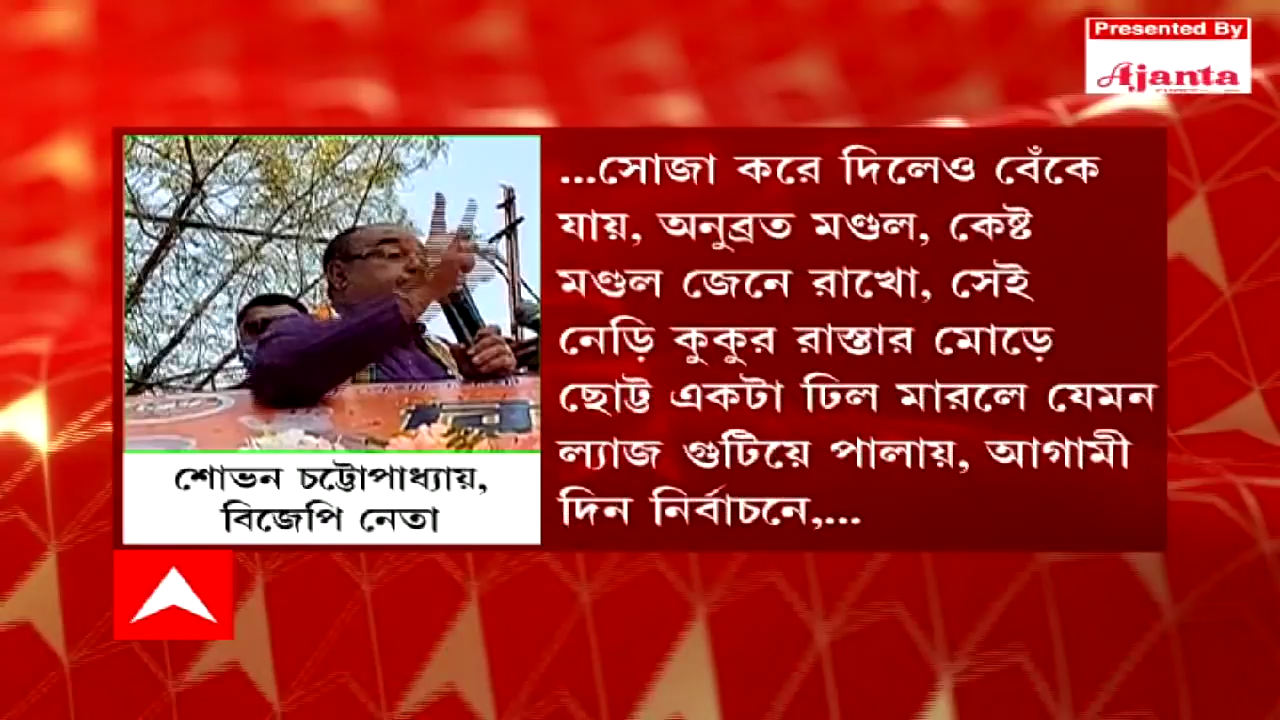 Presented By
Ajanta
...সোজা করে দিলেও বেঁকে
যায়, অনুব্রত মণ্ডল, কেষ্ট
মণ্ডল জেনে রাখো, সেই
নেড়ি কুকুর রাস্তার মোড়ে
ছোট্ট একটা ঢিল মারলে যেমন
ল্যাজ গুটিয়ে পালায়, আগামী
দিন নির্বাচনে,...
শোভন চট্টোপাধ্যায়,
বিজেপি নেতা